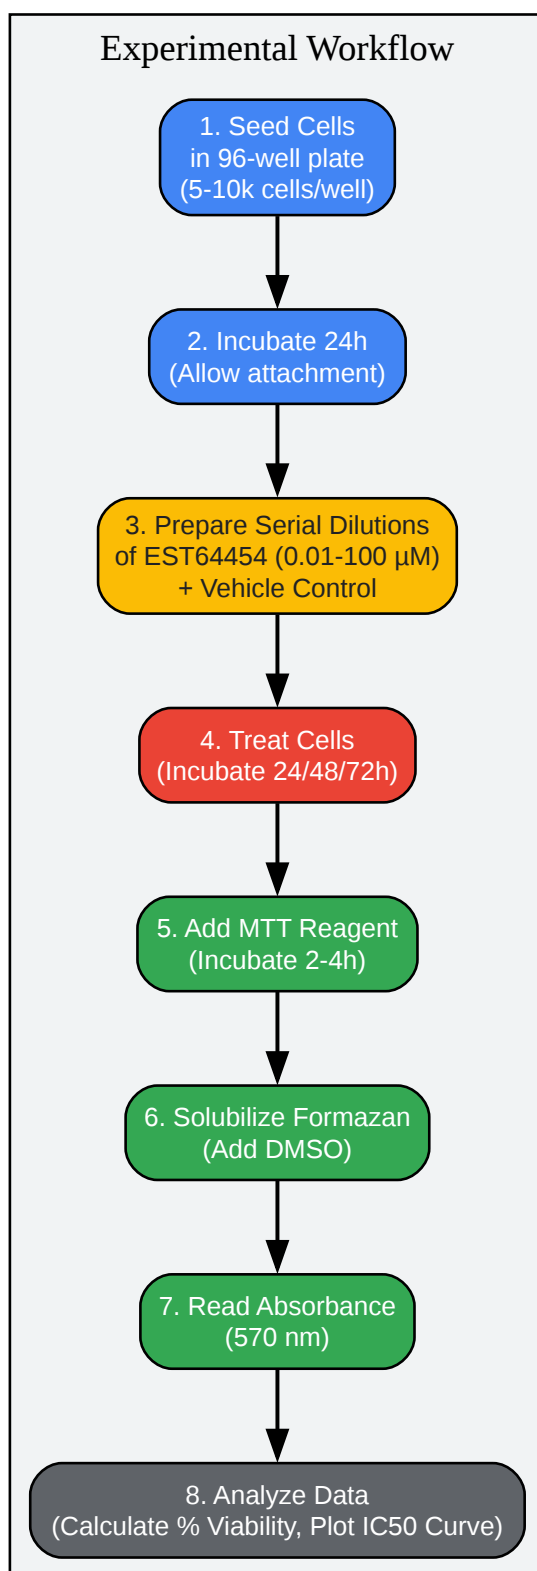 Experimental Workflow
1. Seed Cells
in 96-well plate
(5-10k cells/well)
2. Incubate 24h
(Allow attachment)
3. Prepare Serial Dilutions
of EST64454 (0.01-100 µM)
+ Vehicle Control
4. Treat Cells
(Incubate 24/48/72h)
5. Add MTT Reagent
(Incubate 2-4h)
6. Solubilize Formazan
(Add DMSO)
7. Read Absorbance
(570 nm)
8. Analyze Data
(Calculate % Viability, Plot IC50 Curve)